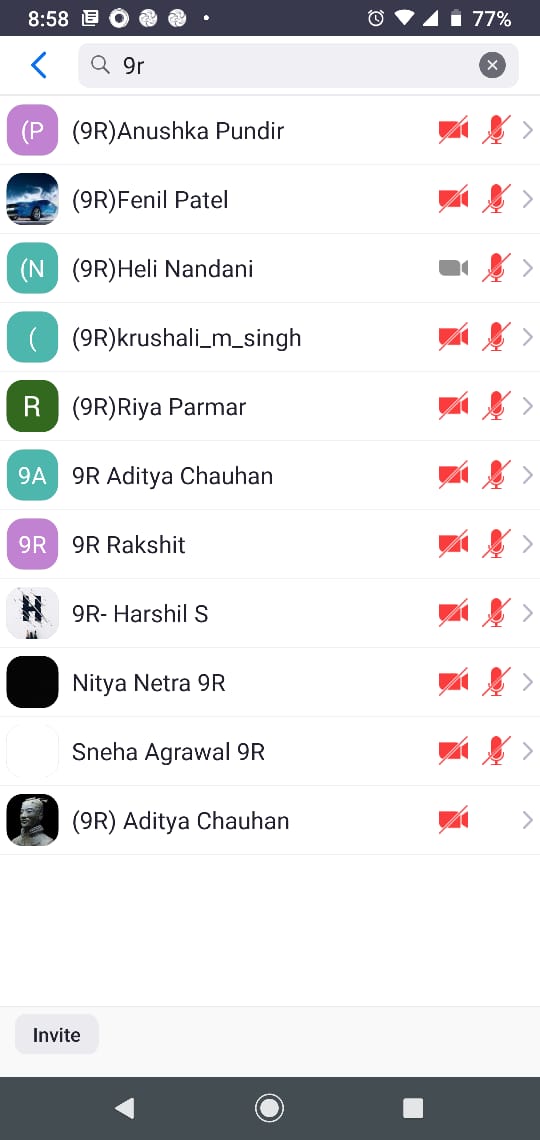 8:58 77%
9r
(P (9R)Anushka Pundir
(9R)Fenil Patel
(N (9R)Heli Nandani
( (9R)krushali_m_singh
R (9R)Riya Parmar
9A 9R Aditya Chauhan
9R 9R Rakshit
H 9R- Harshil S
Nitya Netra 9R
Sneha Agrawal 9R
(9R) Aditya Chauhan
Invite